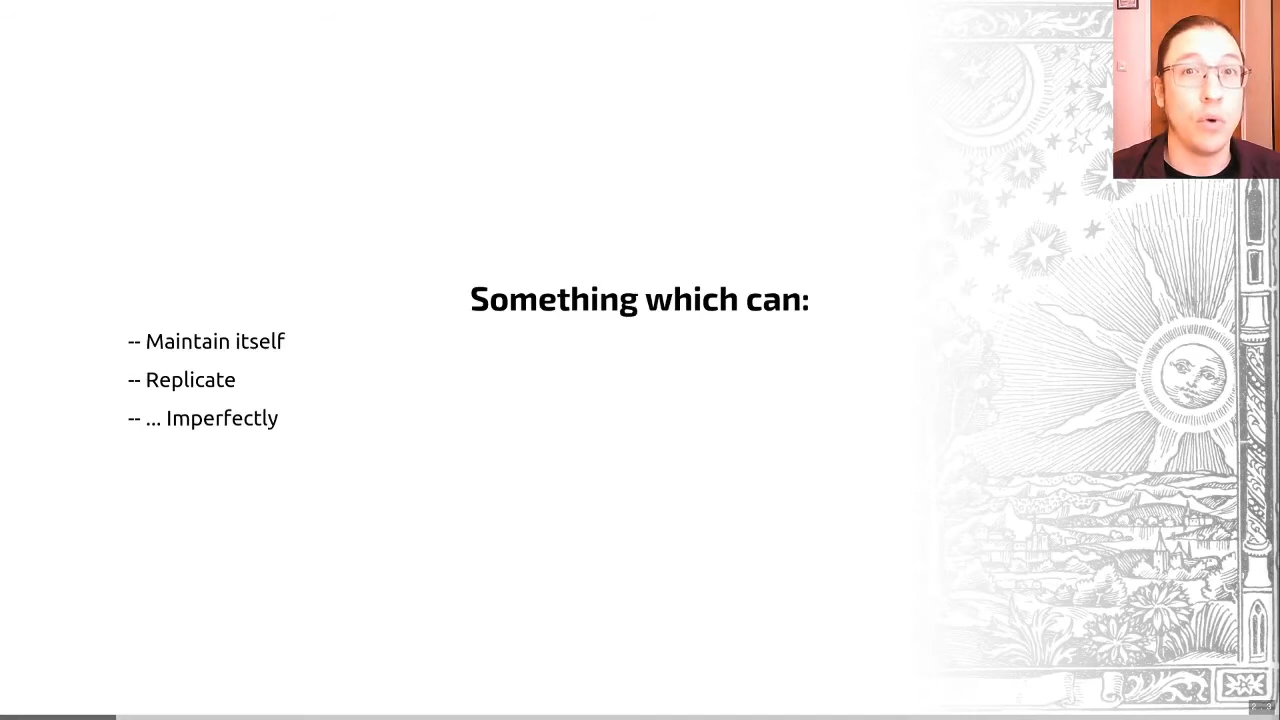 Something which can:
-- Maintain itself
-- Replicate
-- ... Imperfectly